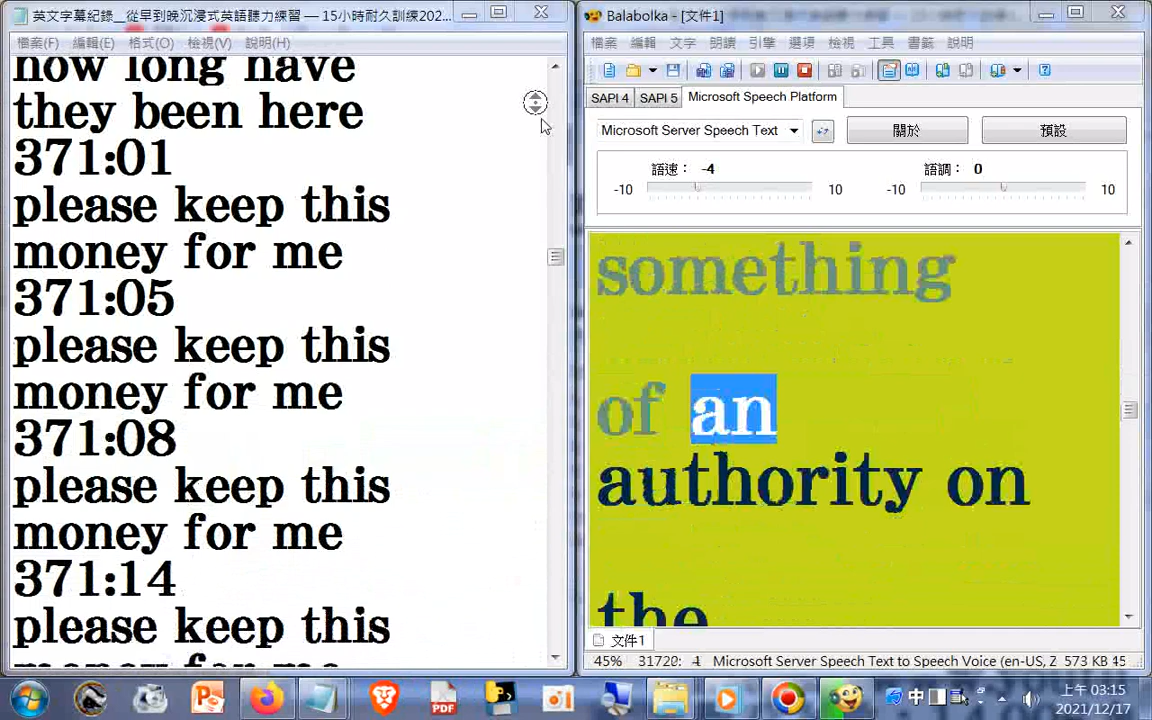 英文字幕紀錄__從早到晚沉浸式英語聽力練習 — 15小時耐久訓練202...
檔案(F) 編輯(E) 格式(O) 檢視(V) 說明(H)
now long have
they been here
371:01
please keep this
money for me
371:05
please keep this
money for me
371:08
please keep this
money for me
371:14
please keep this
money for me
Balabolka - [文件1]
檔案 編輯 文字 朗讀 引擎 選項 檢視 工具 書籤 說明
SAPI 4 SAPI 5 Microsoft Speech Platform
Microsoft Server Speech Text 關於 預設
語速： -4 語調： 0
-10 10 -10 10
something
of an
authority on
the
文件1
45% 31720: 1 Microsoft Server Speech Text to Speech Voice (en-US, Z 573 KB 45
PDF
中
上午 03:15
2021/12/17